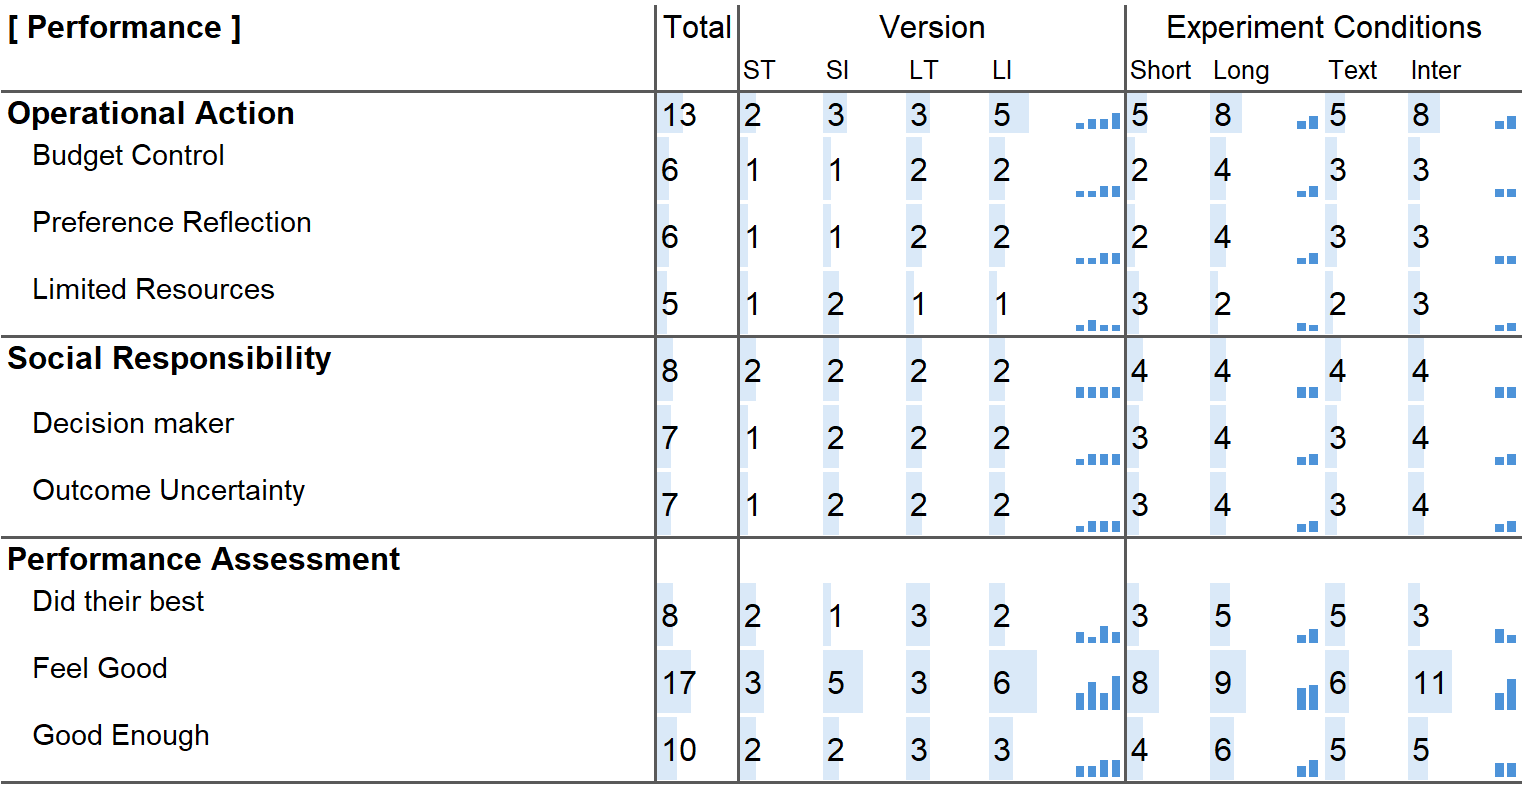 [ Performance ] Total Version Experiment Conditions
ST SI LT LI Short Long Text Inter
Operational Action 13 2 3 3 5 5 8 5 8
Budget Control 6 1 1 2 2 2 4 3 3
Preference Reflection 6 1 1 2 2 2 4 3 3
Limited Resources 5 1 2 1 1 3 2 2 3
Social Responsibility 8 2 2 2 2 4 4 4 4
Decision maker 7 1 2 2 2 3 4 3 4
Outcome Uncertainty 7 1 2 2 2 3 4 3 4
Performance Assessment
Did their best 8 2 1 3 2 3 5 5 3
Feel Good 17 3 5 3 6 8 9 6 11
Good Enough 10 2 2 3 3 4 6 5 5